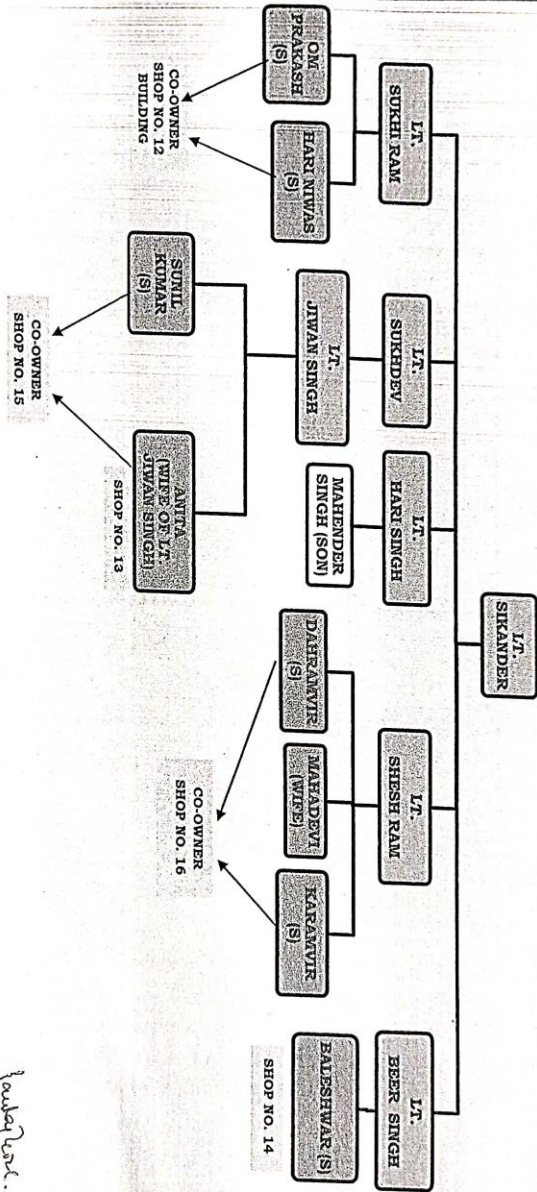 LT.
SIKANDER
LT.
SUKHI RAM
LT.
SUKHDEV
LT.
HARI SINGH
LT.
SHESH RAM
LT.
BEER SINGH
OM
PRAKASH
(S)
HARI NIWAS
(S)
LT.
JIWAN SINGH
MAHENDER
SINGH (SON)
DAHRAMVIR
(S)
MAHADEVI
(WIFE)
KARAMVIR
(S)
BALESHWAR (S)
SHOP NO. 14
CO-OWNER
SHOP NO. 12
BUILDING
SUNIL
KUMAR
(S)
ANITA
(WIFE OF LT.
JIWAN SINGH)
SHOP NO. 13
CO-OWNER
SHOP NO. 16
CO-OWNER
SHOP NO. 15